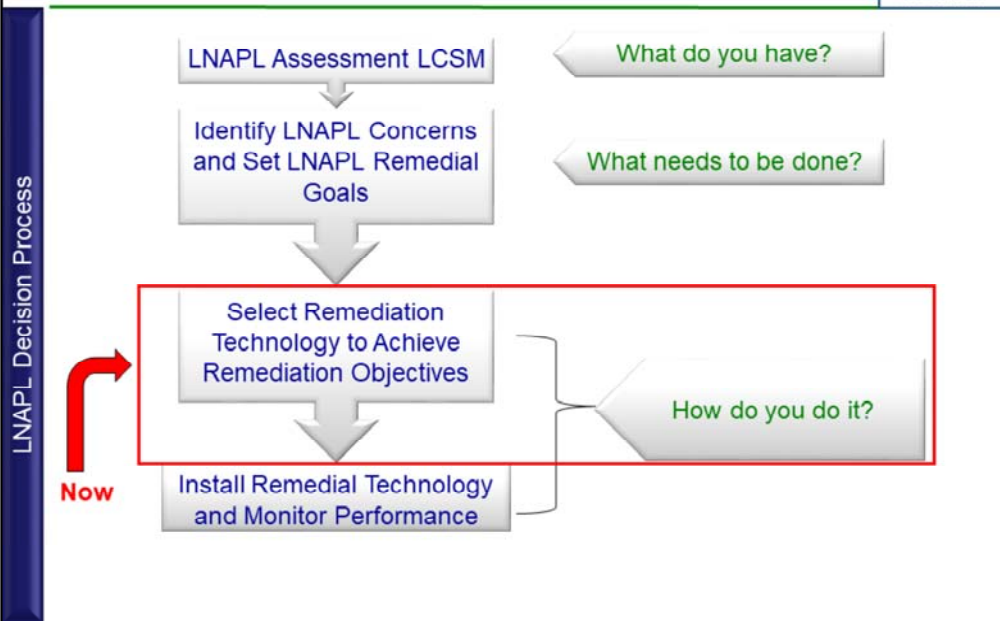 LNAPL Decision Process
LNAPL Assessment LCSM
What do you have?
Identify LNAPL Concerns
and Set LNAPL Remedial
Goals
What needs to be done?
Select Remediation
Technology to Achieve
Remediation Objectives
How do you do it?
Now
Install Remedial Technology
and Monitor Performance